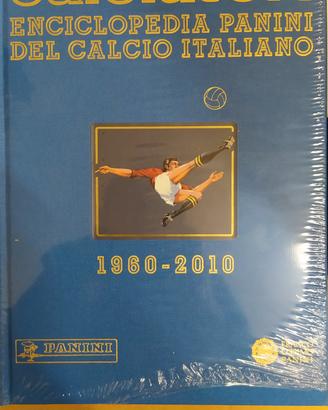 ENCICLOPEDIA PANINI
DEL CALCIO ITALIANO
1960-2010
PANINI